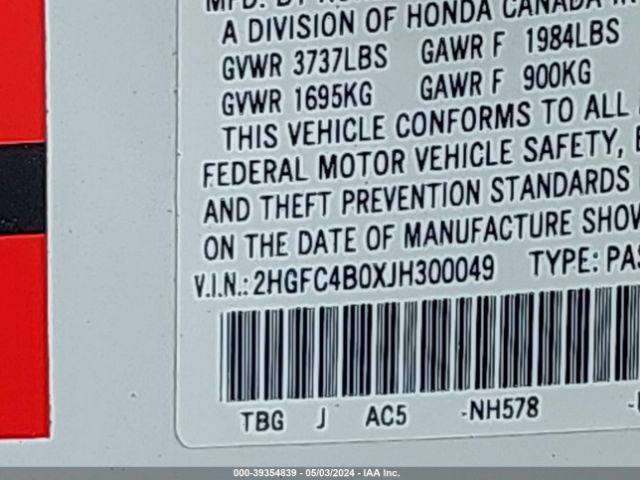 MFD. BY
A DIVISION OF HONDA CANADA IN
GVWR 3737LBS GAWR F 1984LBS
GVWR 1695KG GAWR F 900KG
THIS VEHICLE CONFORMS TO ALL
FEDERAL MOTOR VEHICLE SAFETY,
AND THEFT PREVENTION STANDARDS
ON THE DATE OF MANUFACTURE SHOW
V.I.N.: 2HGFC4B0XJH300049 TYPE: PAS
TBG J AC5 -NH578
000-39354839 - 05/03/2024 - IAA Inc.